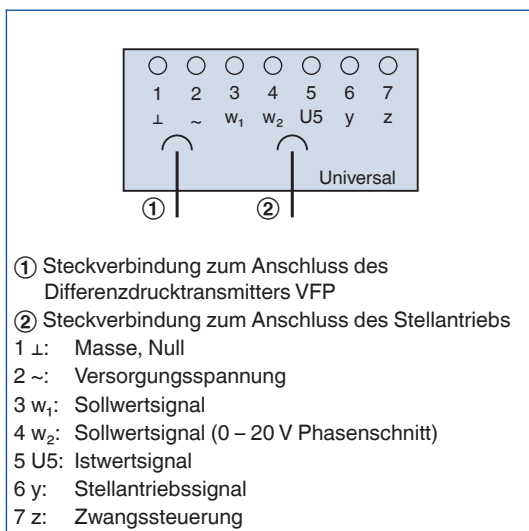 1 2 3 4 5 6 7
⊥ ~ w₁ w₂ U5 y z
Universal
① ②
① Steckverbindung zum Anschluss des
Differenzdrucktransmitters VFP
② Steckverbindung zum Anschluss des Stellantriebs
1 ⊥: Masse, Null
2 ~: Versorgungsspannung
3 w₁: Sollwertsignal
4 w₂: Sollwertsignal (0 – 20 V Phasenschnitt)
5 U5: Istwertsignal
6 y: Stellantriebssignal
7 z: Zwangssteuerung